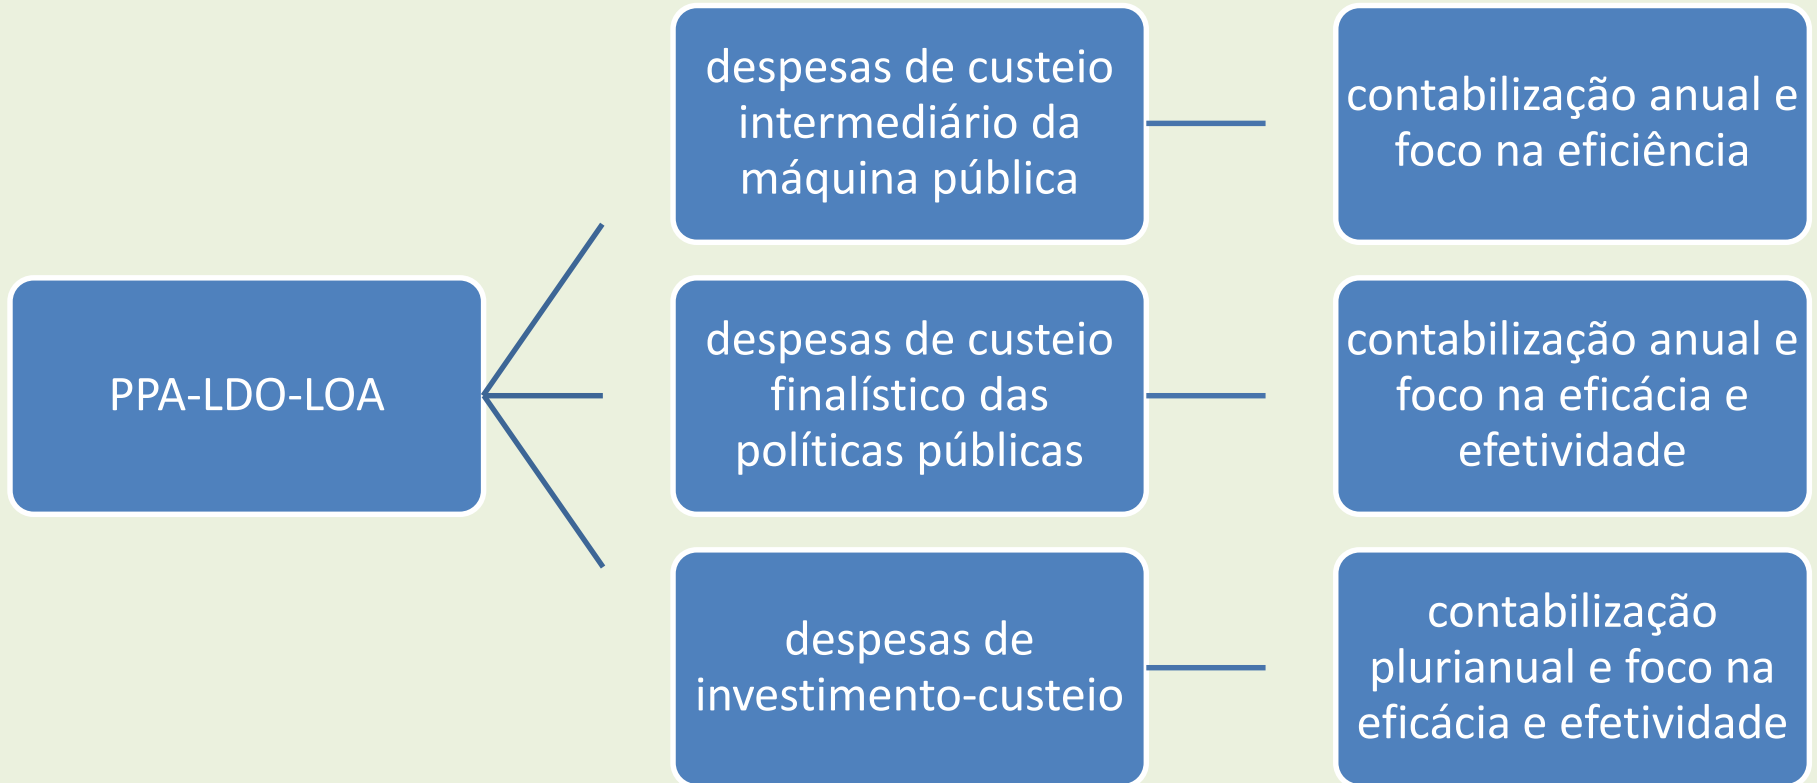 PPA-LDO-LOA
despesas de custeio
intermediário da
máquina pública
contabilização anual e
foco na eficiência
despesas de custeio
finalístico das
políticas públicas
contabilização anual e
foco na eficácia e
efetividade
despesas de
investimento-custeio
contabilização
plurianual e foco na
eficácia e efetividade